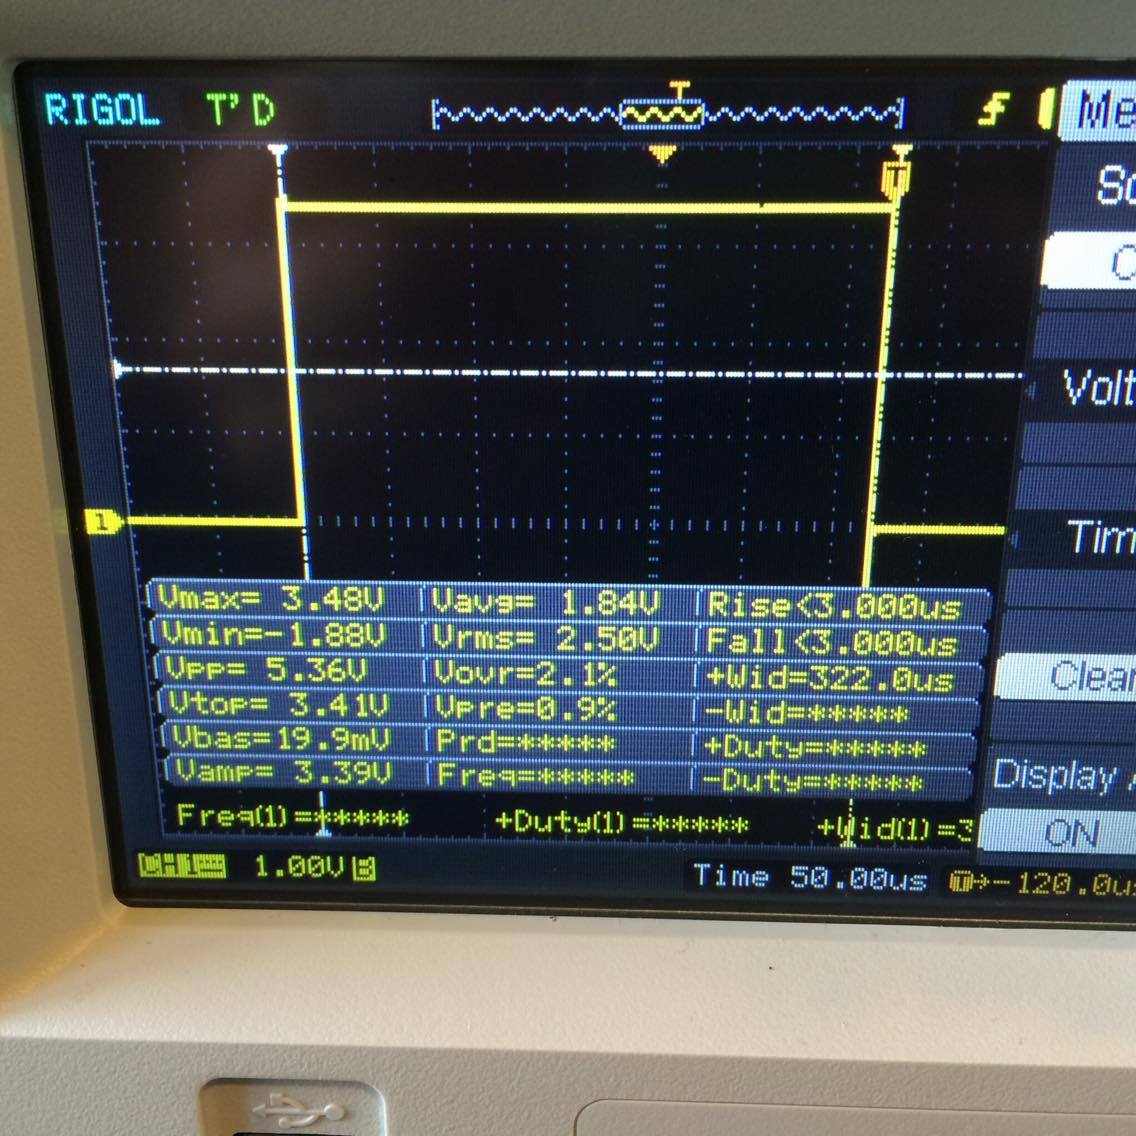 RIGOL T'D T
Me
T
So
C
Volt
1
Tim
Vmax= 3.48V Vavg= 1.84V Rise<3.000us
Vmin=-1.88V Vrms= 2.50V Fall<3.000us
Vpp= 5.36V Vovr=2.1% +Wid=322.0us
Vtop= 3.41V Vpre=0.9% -Wid=*****
Clear
Vbas=19.9mV Prd=***** +Duty=*****
Vamp= 3.39V Freq=***** -Duty=*****
Display A
Freq(1)=***** +Duty(1)=***** +Wid(1)=3
ON
CH1 1.00V B Time 50.00us T→-120.0us